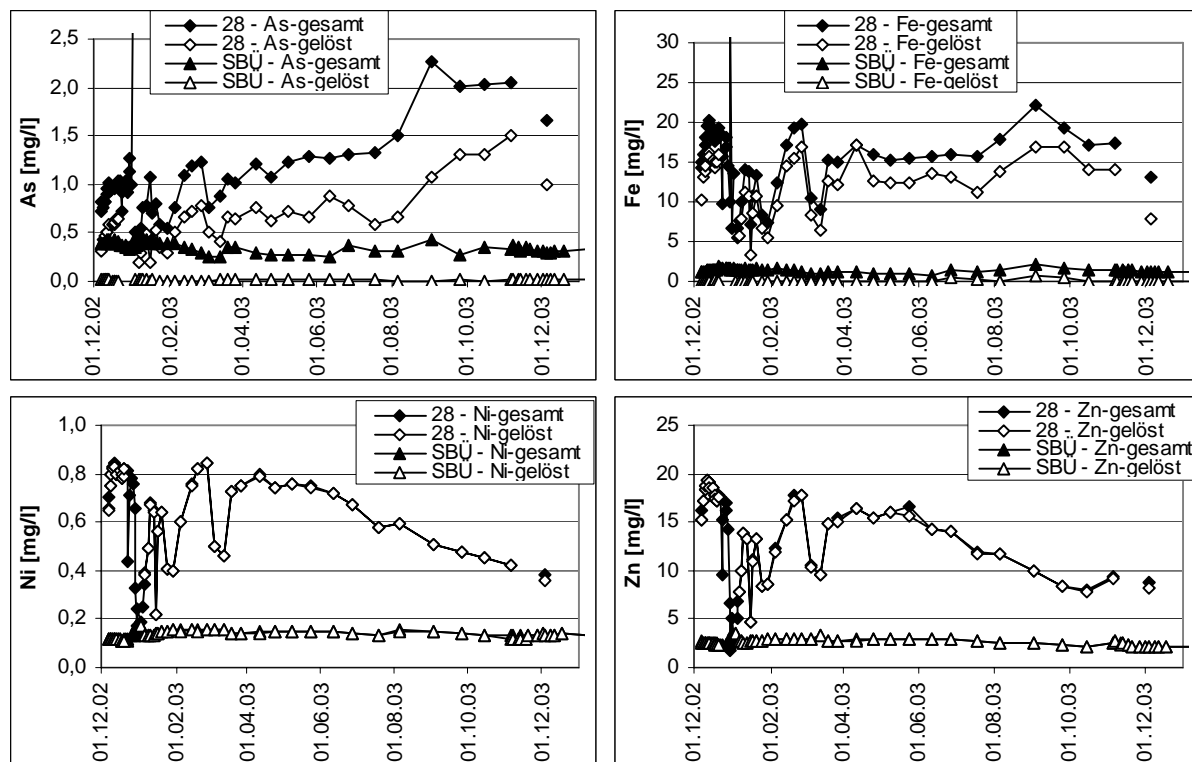 28 - As-gesamt
28 - As-gelöst
SBÜ - As-gesamt
SBÜ - As-gelöst
As [mg/l]
2,5
2,0
1,5
1,0
0,5
0,0
01.12.02
01.02.03
01.04.03
01.06.03
01.08.03
01.10.03
01.12.03
28 - Fe-gesamt
28 - Fe-gelöst
SBÜ - Fe-gesamt
SBÜ - Fe-gelöst
Fe [mg/l]
30
25
20
15
10
5
0
01.12.02
01.02.03
01.04.03
01.06.03
01.08.03
01.10.03
01.12.03
28 - Ni-gesamt
28 - Ni-gelöst
SBÜ - Ni-gesamt
SBÜ - Ni-gelöst
Ni [mg/l]
1,0
0,8
0,6
0,4
0,2
0,0
01.12.02
01.02.03
01.04.03
01.06.03
01.08.03
01.10.03
01.12.03
28 - Zn-gesamt
28 - Zn-gelöst
SBÜ - Zn-gesamt
SBÜ - Zn-gelöst
Zn [mg/l]
25
20
15
10
5
0
01.12.02
01.02.03
01.04.03
01.06.03
01.08.03
01.10.03
01.12.03